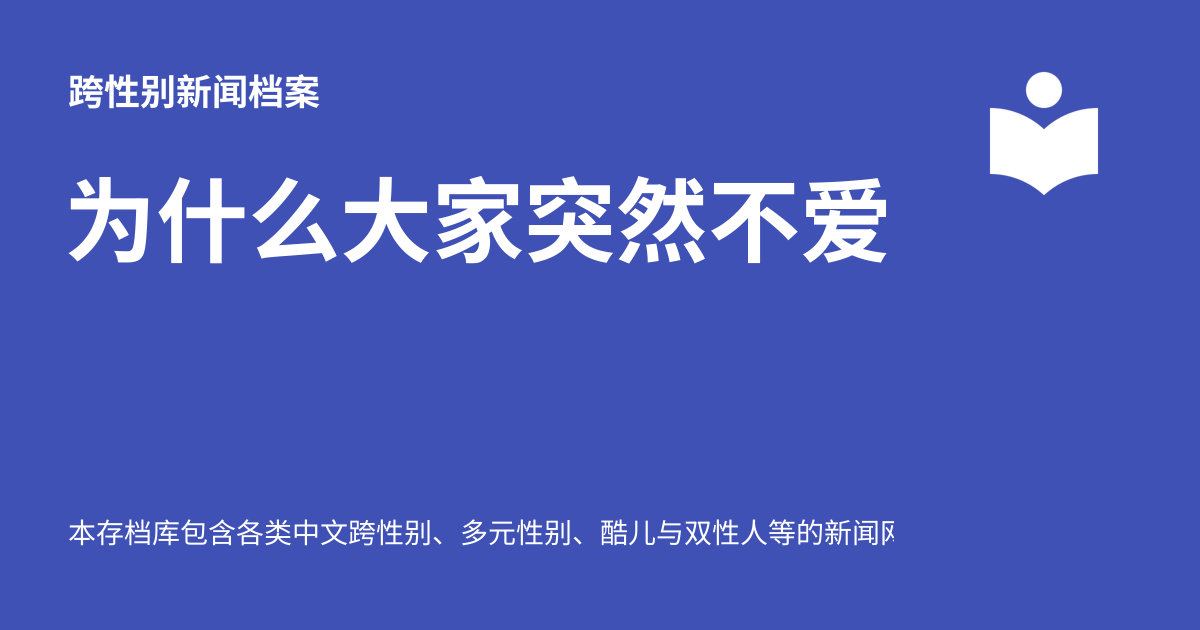 跨性别新闻档案
为什么大家突然不爱
本存档库包含各类中文跨性别、多元性别、酷儿与双性人等的新闻